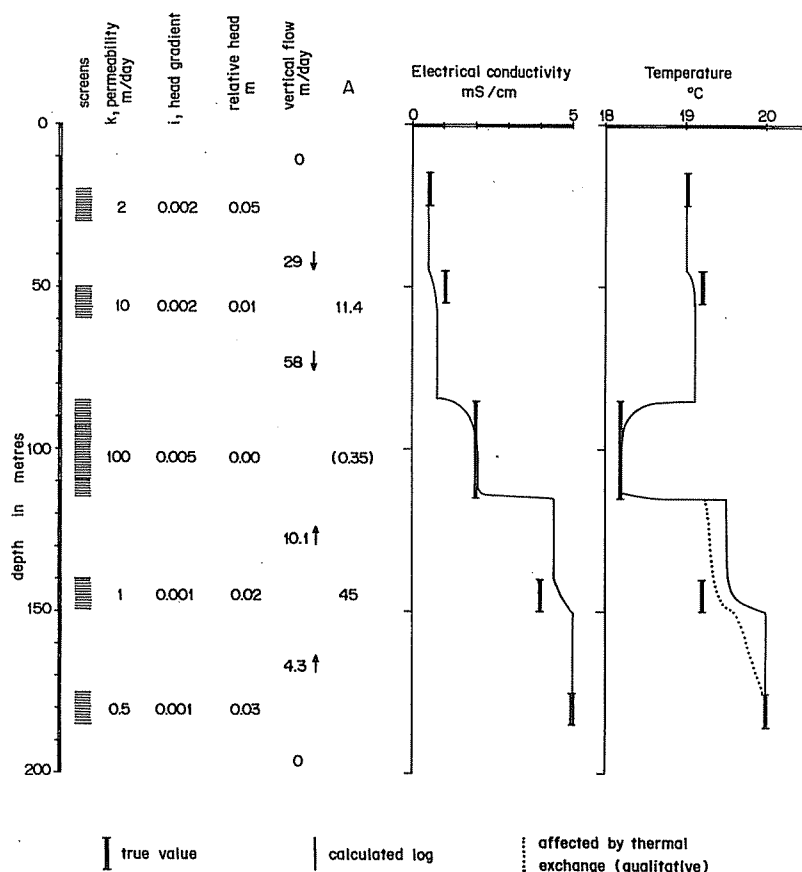 screens
k, permeability
m/day
i, head gradient
relative head
m
vertical flow
m/day
A
Electrical conductivity
mS/cm
0 5
Temperature
°C
18 19 20
0
0
2 0.002 0.05
29 ↓
50
10 0.002 0.01 11.4
58 ↓
100
100 0.005 0.00 (0.35)
10.1 ↑
1 0.001 0.02 45
150
4.3 ↑
0.5 0.001 0.03
0
200
depth in metres
true value
calculated log
affected by thermal
exchange (qualitative)